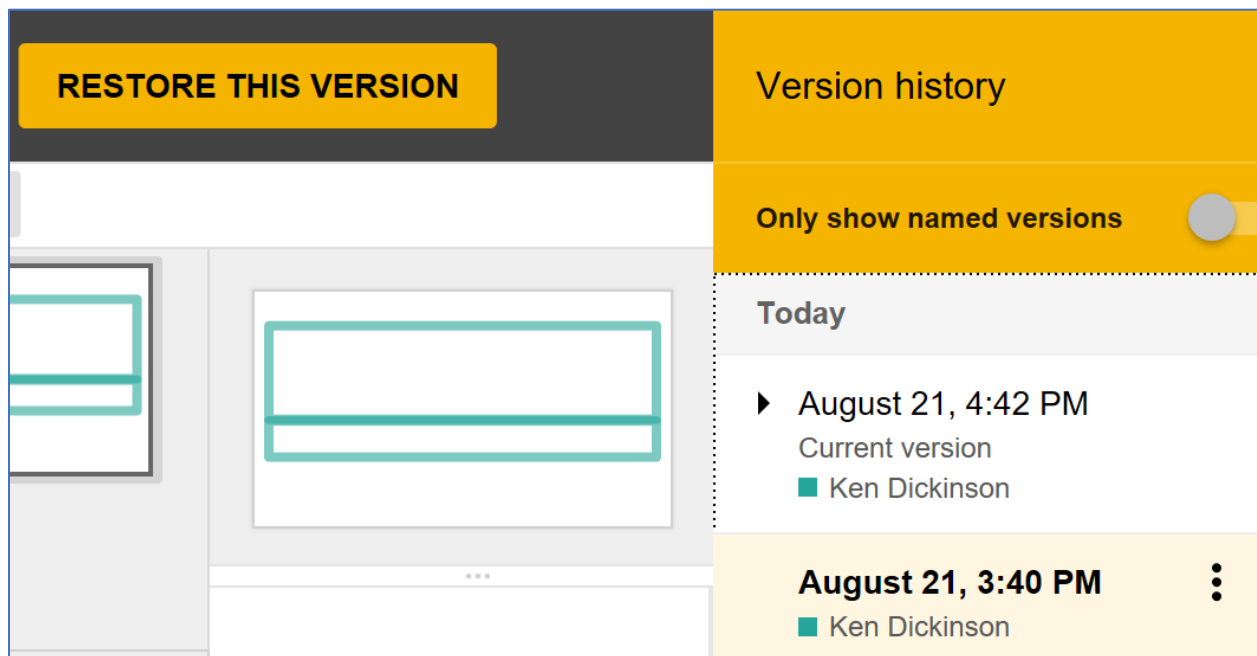 RESTORE THIS VERSION
Version history
Only show named versions
Today
August 21, 4:42 PM
Current version
Ken Dickinson
August 21, 3:40 PM
Ken Dickinson